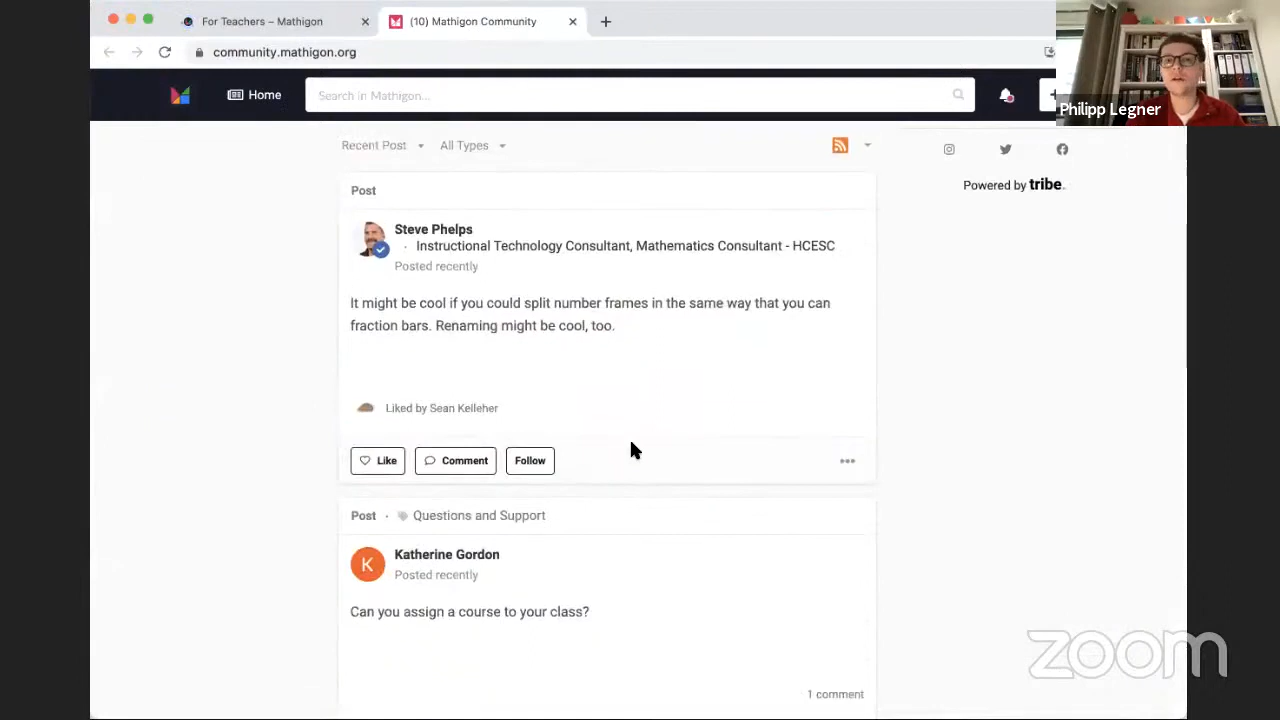 For Teachers – Mathigon
(10) Mathigon Community
community.mathigon.org
Home
Search in Mathigon...
Philipp Legner
Recent Post
All Types
Powered by tribe.
Post
Steve Phelps
· Instructional Technology Consultant, Mathematics Consultant - HCESC
Posted recently
It might be cool if you could split number frames in the same way that you can
fraction bars. Renaming might be cool, too.
Liked by Sean Kelleher
Like
Comment
Follow
Post · Questions and Support
K
Katherine Gordon
Posted recently
Can you assign a course to your class?
1 comment
zoom